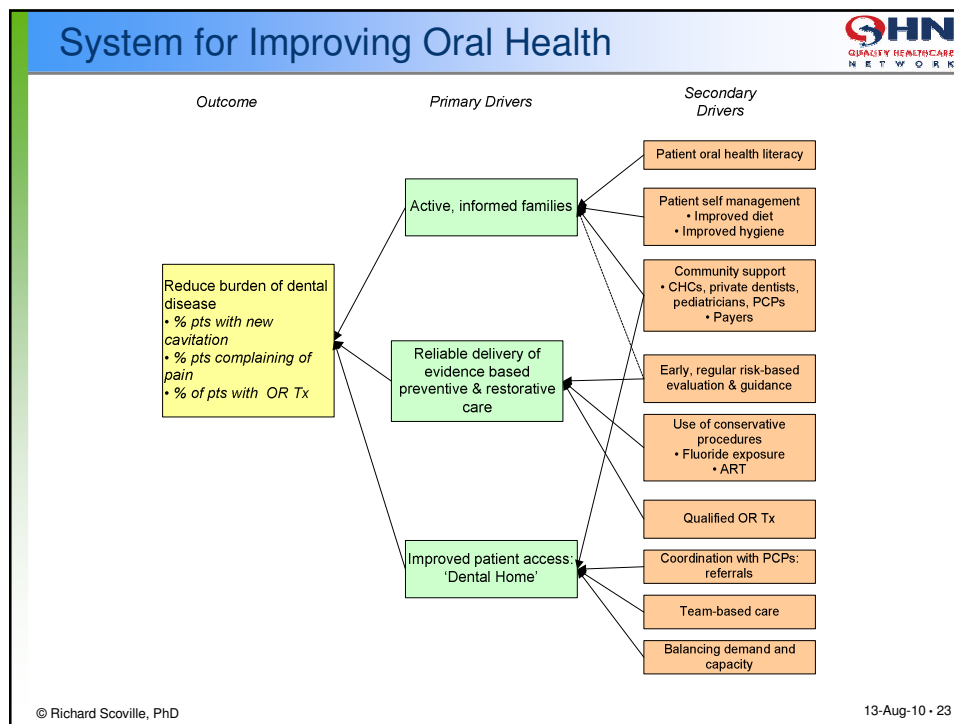 System for Improving Oral Health
QHN
QUALITY HEALTHCARE
NETWORK
Outcome
Primary Drivers
Secondary
Drivers
Reduce burden of dental
disease
• % pts with new
cavitation
• % pts complaining of
pain
• % of pts with OR Tx
Active, informed families
Reliable delivery of
evidence based
preventive & restorative
care
Improved patient access:
‘Dental Home’
Patient oral health literacy
Patient self management
• Improved diet
• Improved hygiene
Community support
• CHCs, private dentists,
pediatricians, PCPs
• Payers
Early, regular risk-based
evaluation & guidance
Use of conservative
procedures
• Fluoride exposure
• ART
Qualified OR Tx
Coordination with PCPs:
referrals
Team-based care
Balancing demand and
capacity
© Richard Scoville, PhD
13-Aug-10 • 23